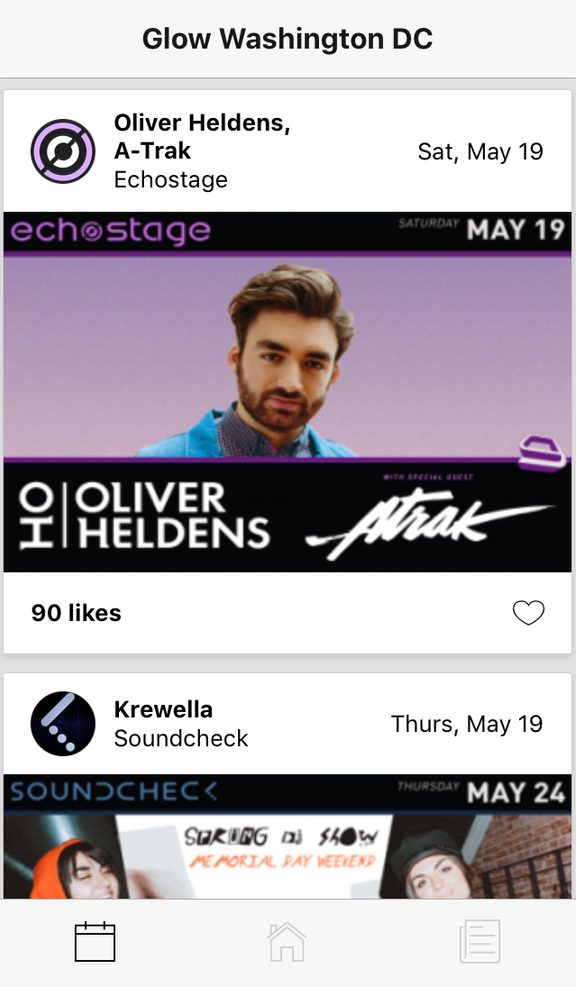 Glow Washington DC
Oliver Heldens,
A-Trak
Echostage
Sat, May 19
echostage
SATURDAY MAY 19
WITH SPECIAL GUEST
HO OLIVER
HELDENS
Atrak
90 likes
Krewella
Soundcheck
Thurs, May 19
SOUNDCHECK
THURSDAY MAY 24
SPRING DJ SHOW
MEMORIAL DAY WEEKEND